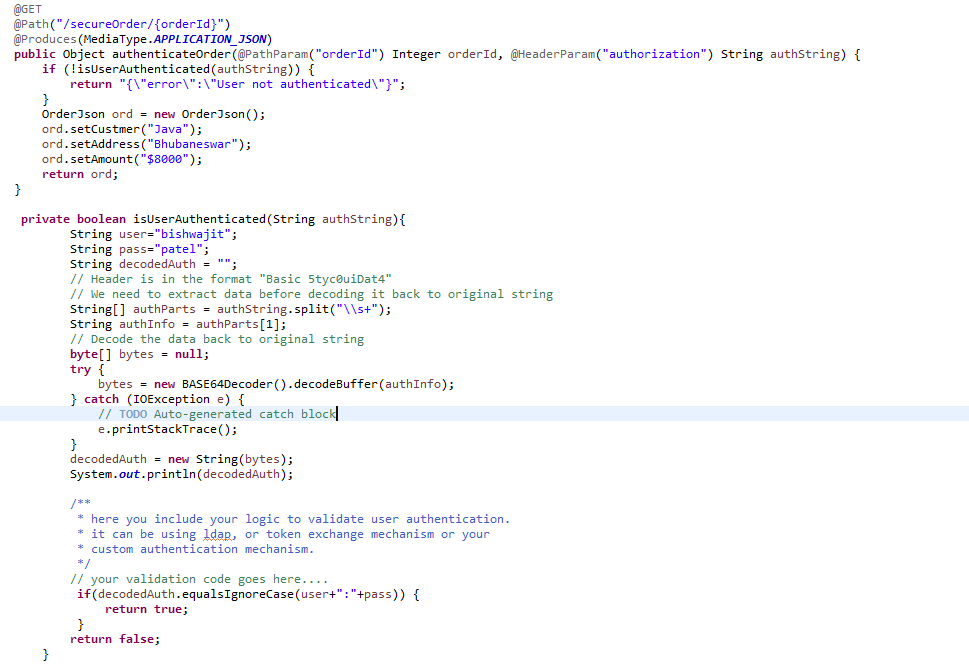 @GET
@Path("/secureOrder/{orderId}")
@Produces(MediaType.APPLICATION_JSON)
public Object authenticateOrder(@PathParam("orderId") Integer orderId, @HeaderParam("authorization") String authString) {
    if (!isUserAuthenticated(authString)) {
        return "{\"error\":\"User not authenticated\"}";
    }
    OrderJson ord = new OrderJson();
    ord.setCustmer("Java");
    ord.setAddress("Bhubaneswar");
    ord.setAmount("$8000");
    return ord;
}
 private boolean isUserAuthenticated(String authString){
        String user="bishwajit";
        String pass="patel";
        String decodedAuth = "";
        // Header is in the format "Basic 5tyc0uiDat4"
        // We need to extract data before decoding it back to original string
        String[] authParts = authString.split("\\s+");
        String authInfo = authParts[1];
        // Decode the data back to original string
        byte[] bytes = null;
        try {
            bytes = new BASE64Decoder().decodeBuffer(authInfo);
        } catch (IOException e) {
            // TODO Auto-generated catch block
            e.printStackTrace();
        }
        decodedAuth = new String(bytes);
        System.out.println(decodedAuth);
        /**
         * here you include your logic to validate user authentication.
         * it can be using ldap, or token exchange mechanism or your
         * custom authentication mechanism.
         */
        // your validation code goes here....
         if(decodedAuth.equalsIgnoreCase(user+":"+pass)) {
             return true;
         }
        return false;
    }